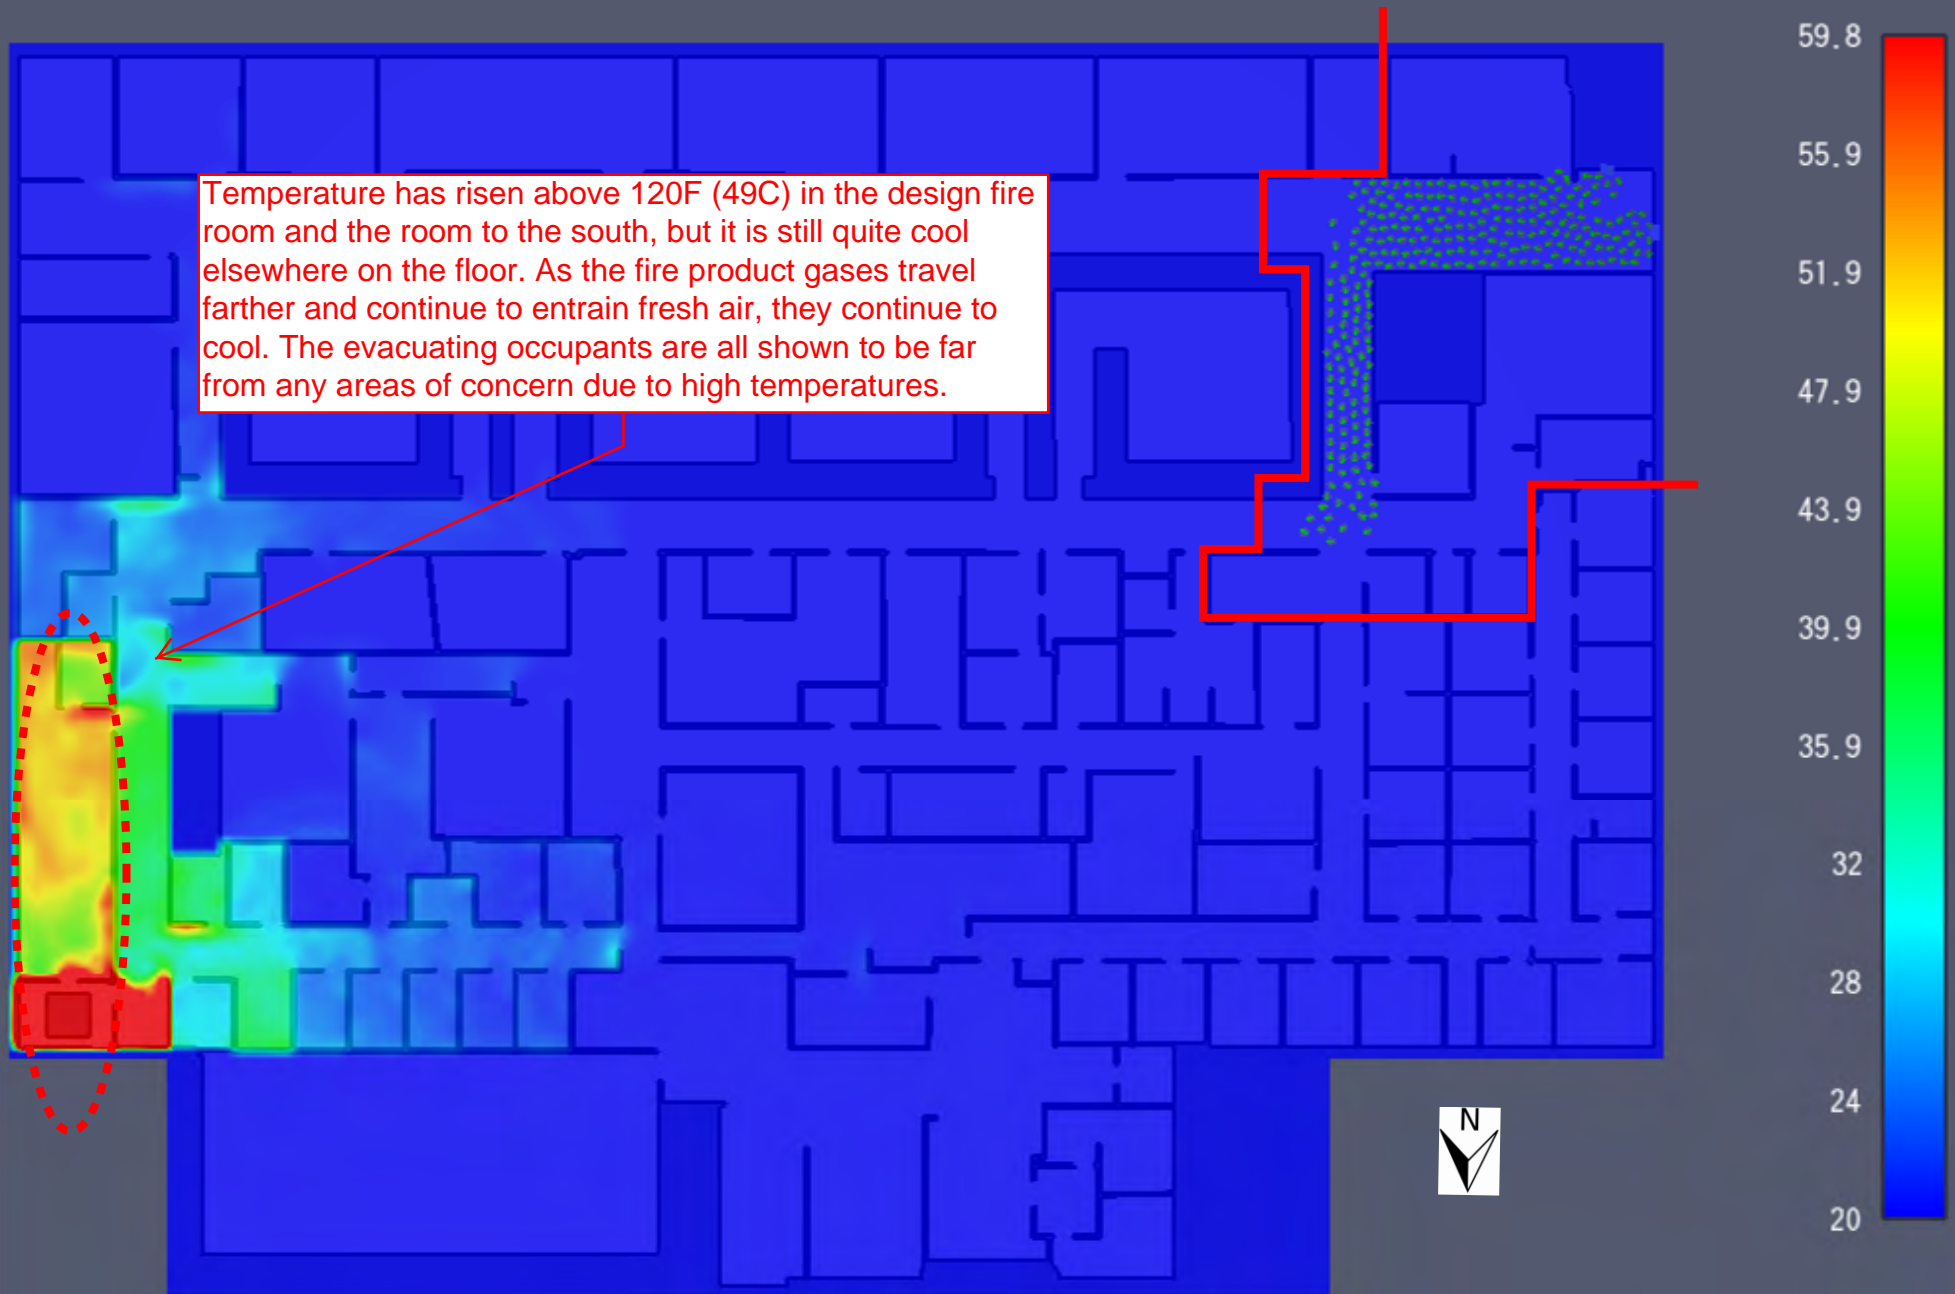 59.8
55.9
Temperature has risen above 120F (49C) in the design fire
room and the room to the south, but it is still quite cool
elsewhere on the floor. As the fire product gases travel
farther and continue to entrain fresh air, they continue to
cool. The evacuating occupants are all shown to be far
from any areas of concern due to high temperatures.
51.9
47.9
43.9
39.9
35.9
32
28
24
20
N